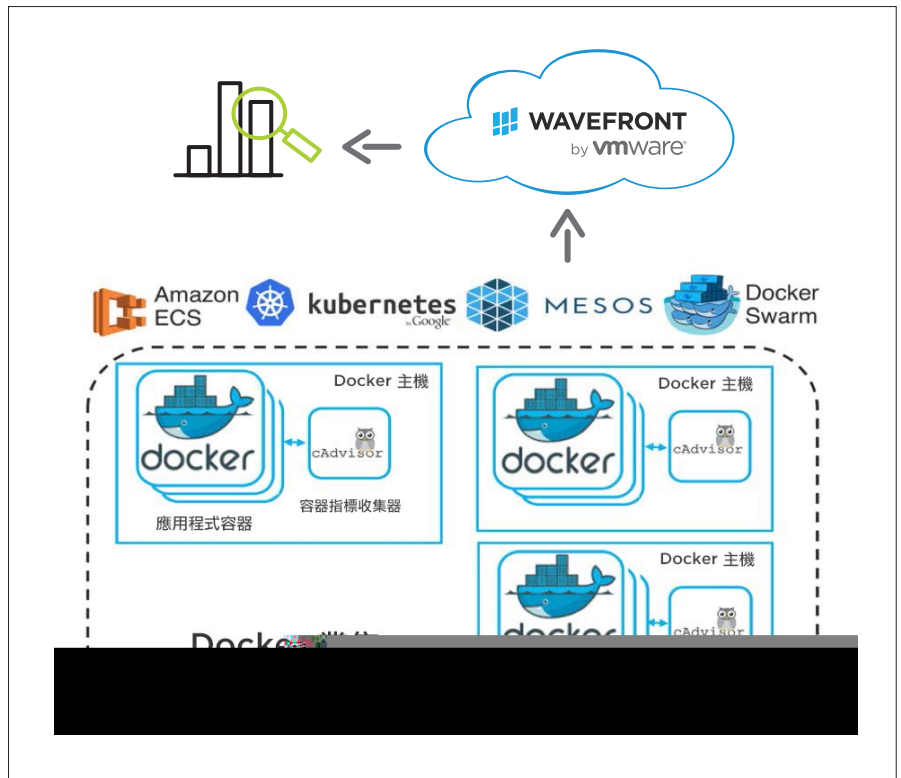 WAVEFRONT
by vmware®
Amazon
ECS
kubernetes
by Google
MESOS
Docker
Swarm
Docker 主機
docker
cAdvisor
應用程式容器
容器指標收集器
Docker 主機
docker
cAdvisor
Docker 主機
docker
cAdvisor
Docker